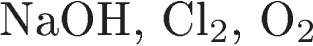 NaOH, Cl₂, O₂